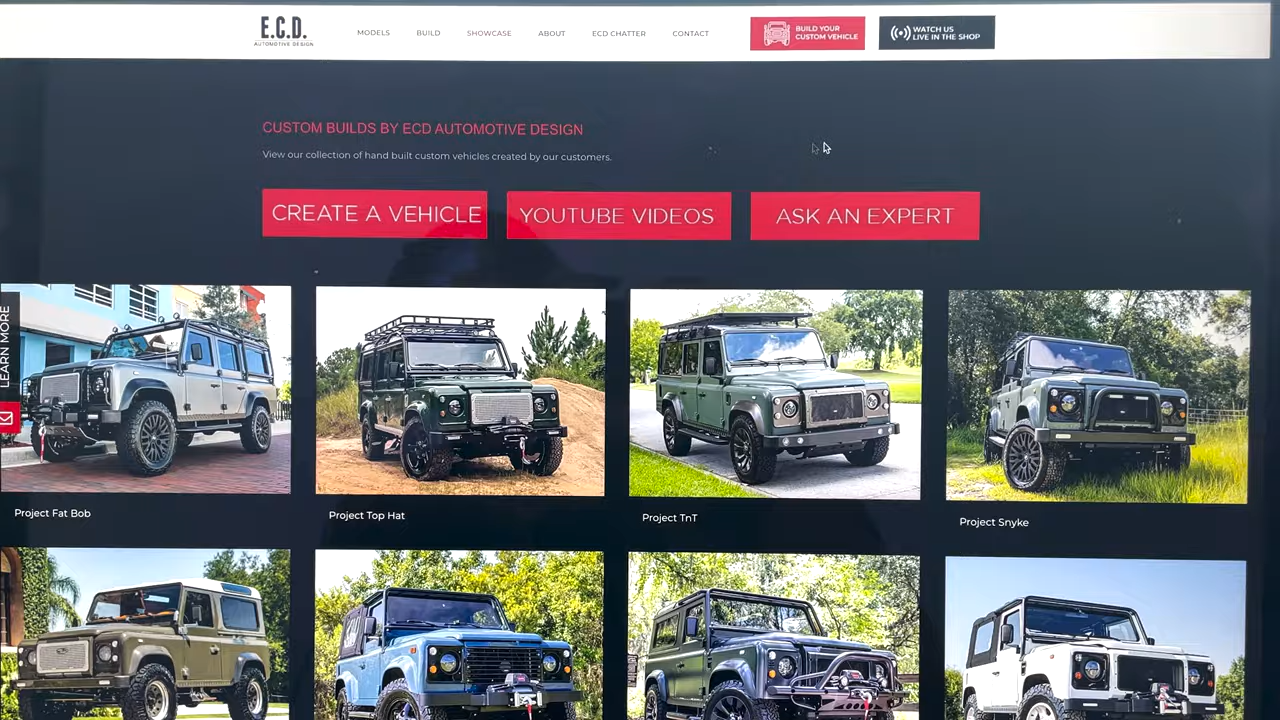 E.C.D.
AUTOMOTIVE DESIGN
MODELS
BUILD
SHOWCASE
ABOUT
ECD CHATTER
CONTACT
BUILD YOUR
CUSTOM VEHICLE
WATCH US
LIVE IN THE SHOP
CUSTOM BUILDS BY ECD AUTOMOTIVE DESIGN
View our collection of hand built custom vehicles created by our customers.
CREATE A VEHICLE
YOUTUBE VIDEOS
ASK AN EXPERT
LEARN MORE
Project Fat Bob
Project Top Hat
Project TnT
Project Snyke